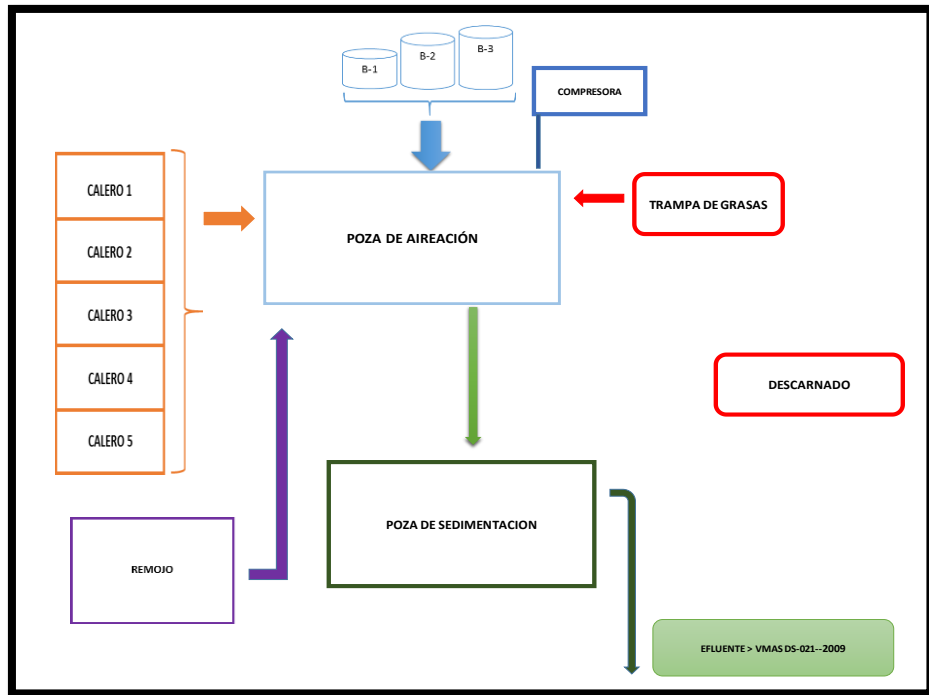 B-1
B-2
B-3
COMPRESORA
CALERO 1
CALERO 2
CALERO 3
CALERO 4
CALERO 5
POZA DE AIREACIÓN
TRAMPA DE GRASAS
DESCARNADO
POZA DE SEDIMENTACION
REMOJO
EFLUENTE > VMAS DS-021--2009